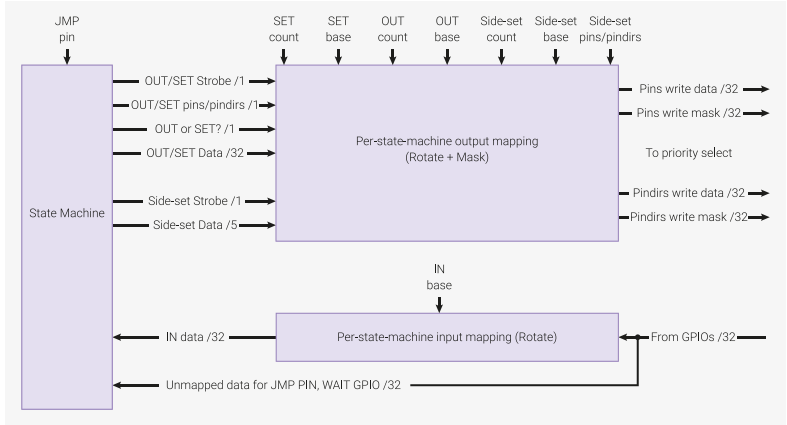 JMP
pin
SET
count
SET
base
OUT
count
OUT
base
Side-set
count
Side-set
base
Side-set
pins/pindirs
State Machine
OUT/SET Strobe /1
OUT/SET pins/pindirs /1
OUT or SET? /1
OUT/SET Data /32
Side-set Strobe /1
Side-set Data /5
Per-state-machine output mapping
(Rotate + Mask)
Pins write data /32
Pins write mask /32
To priority select
Pindirs write data /32
Pindirs write mask /32
IN
base
IN data /32
Per-state-machine input mapping (Rotate)
From GPIOs /32
Unmapped data for JMP PIN, WAIT GPIO /32